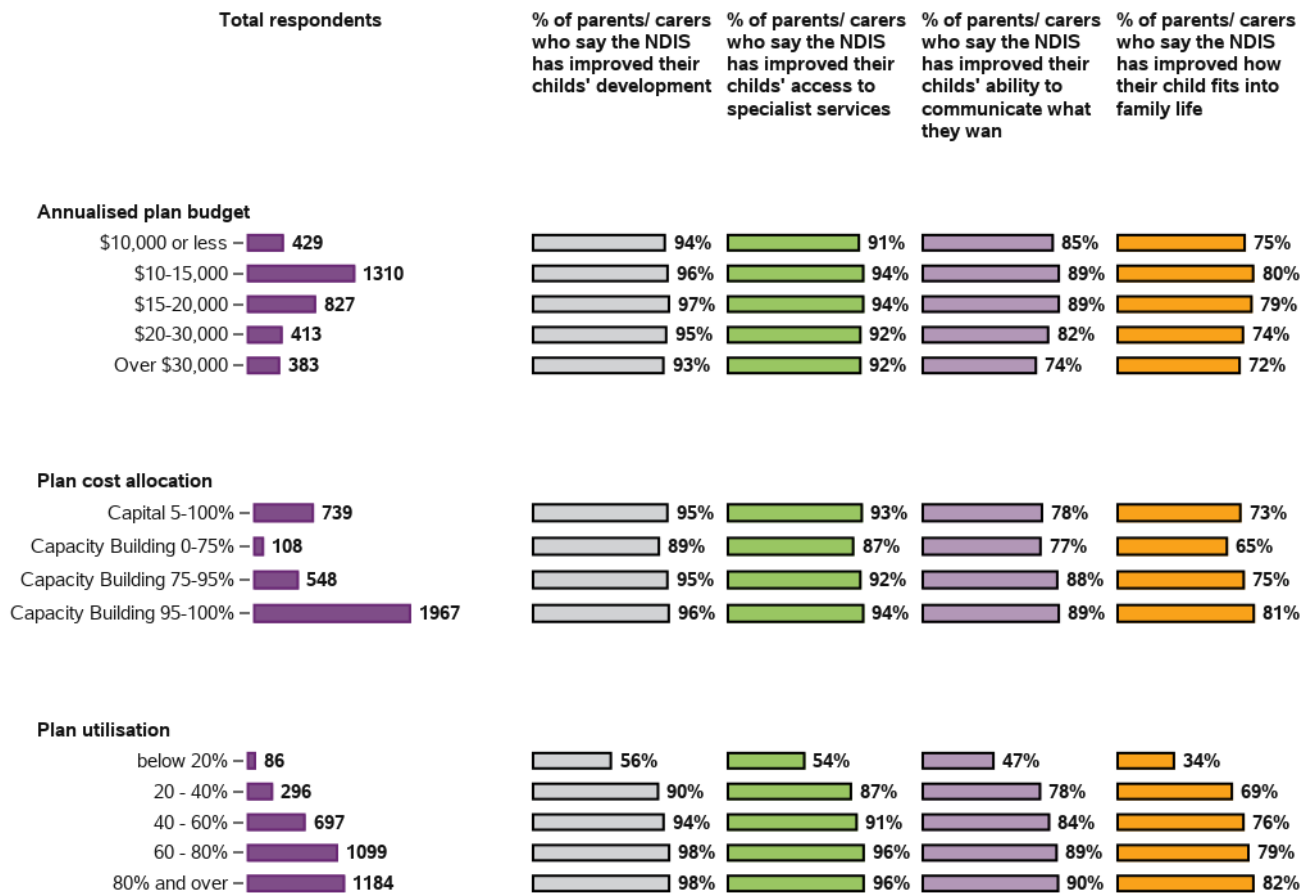 Total respondents
% of parents/ carers
who say the NDIS
has improved their
childs' development
% of parents/ carers
who say the NDIS
has improved their
childs' access to
specialist services
% of parents/ carers
who say the NDIS
has improved their
childs' ability to
communicate what
they wan
% of parents/ carers
who say the NDIS
has improved how
their child fits into
family life
Annualised plan budget
$10,000 or less 429 94% 91% 85% 75%
$10-15,000 1310 96% 94% 89% 80%
$15-20,000 827 97% 94% 89% 79%
$20-30,000 413 95% 92% 82% 74%
Over $30,000 383 93% 92% 74% 72%
Plan cost allocation
Capital 5-100% 739 95% 93% 78% 73%
Capacity Building 0-75% 108 89% 87% 77% 65%
Capacity Building 75-95% 548 95% 92% 88% 75%
Capacity Building 95-100% 1967 96% 94% 89% 81%
Plan utilisation
below 20% 86 56% 54% 47% 34%
20 - 40% 296 90% 87% 78% 69%
40 - 60% 697 94% 91% 84% 76%
60 - 80% 1099 98% 96% 89% 79%
80% and over 1184 98% 96% 90% 82%